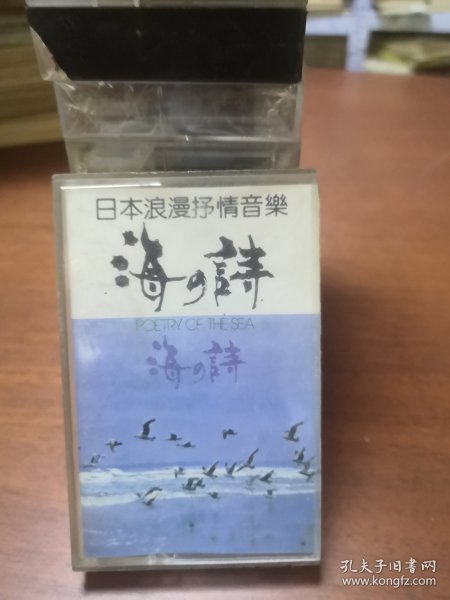 日本浪漫抒情音樂
海の詩
POETRY OF THE SEA
海の詩
孔夫子旧书网
www.kongfz.com